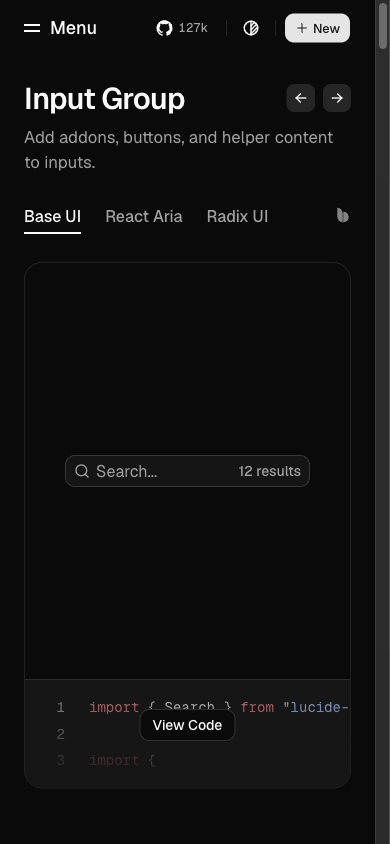 Menu 127k + New
Input Group
Add addons, buttons, and helper content
to inputs.
Base UI React Aria Radix UI
Search... 12 results
1 import { Search } from "lucide-
View Code
2
3 import {